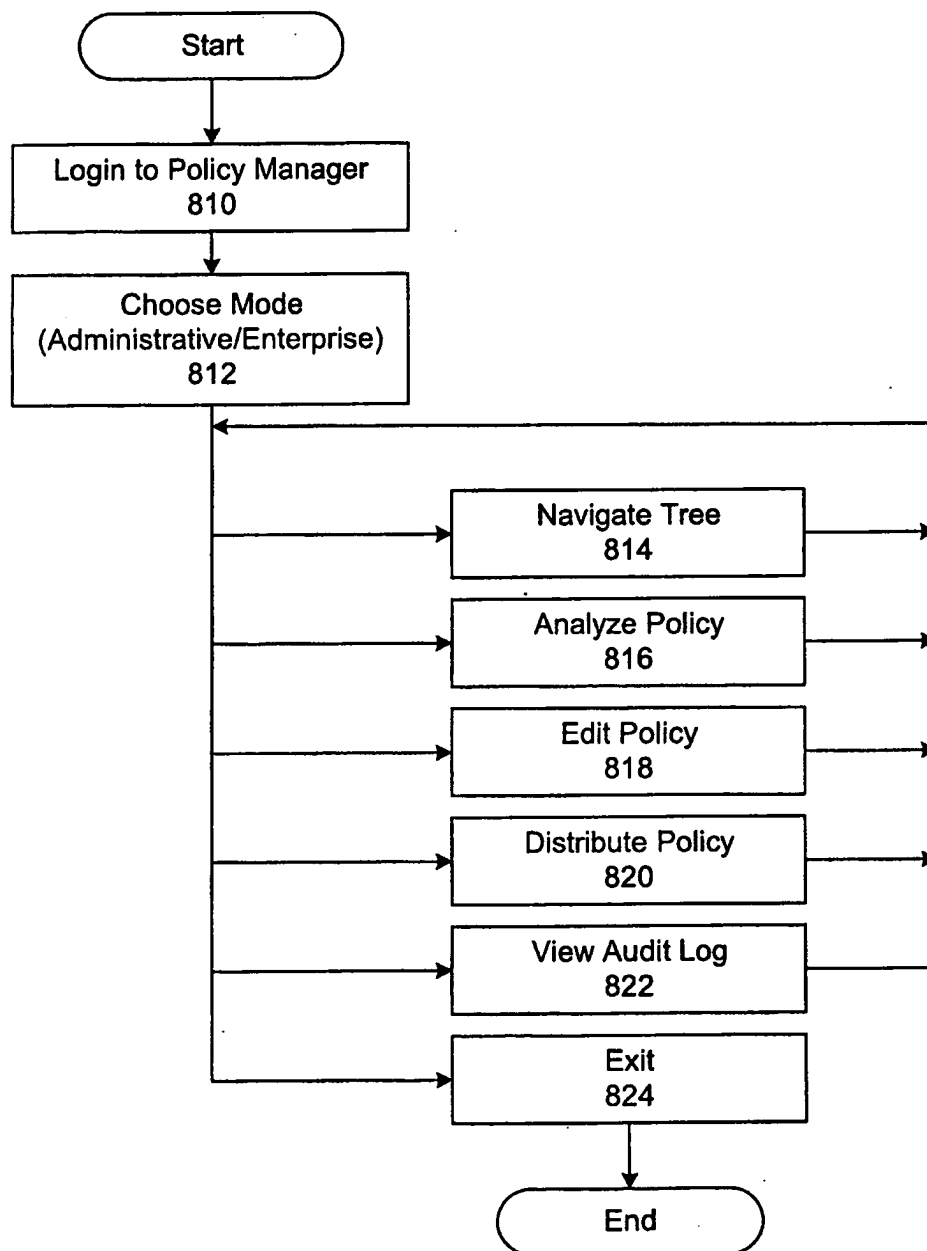 Start
Login to Policy Manager
810
Choose Mode
(Administrative/Enterprise)
812
Navigate Tree
814
Analyze Policy
816
Edit Policy
818
Distribute Policy
820
View Audit Log
822
Exit
824
End